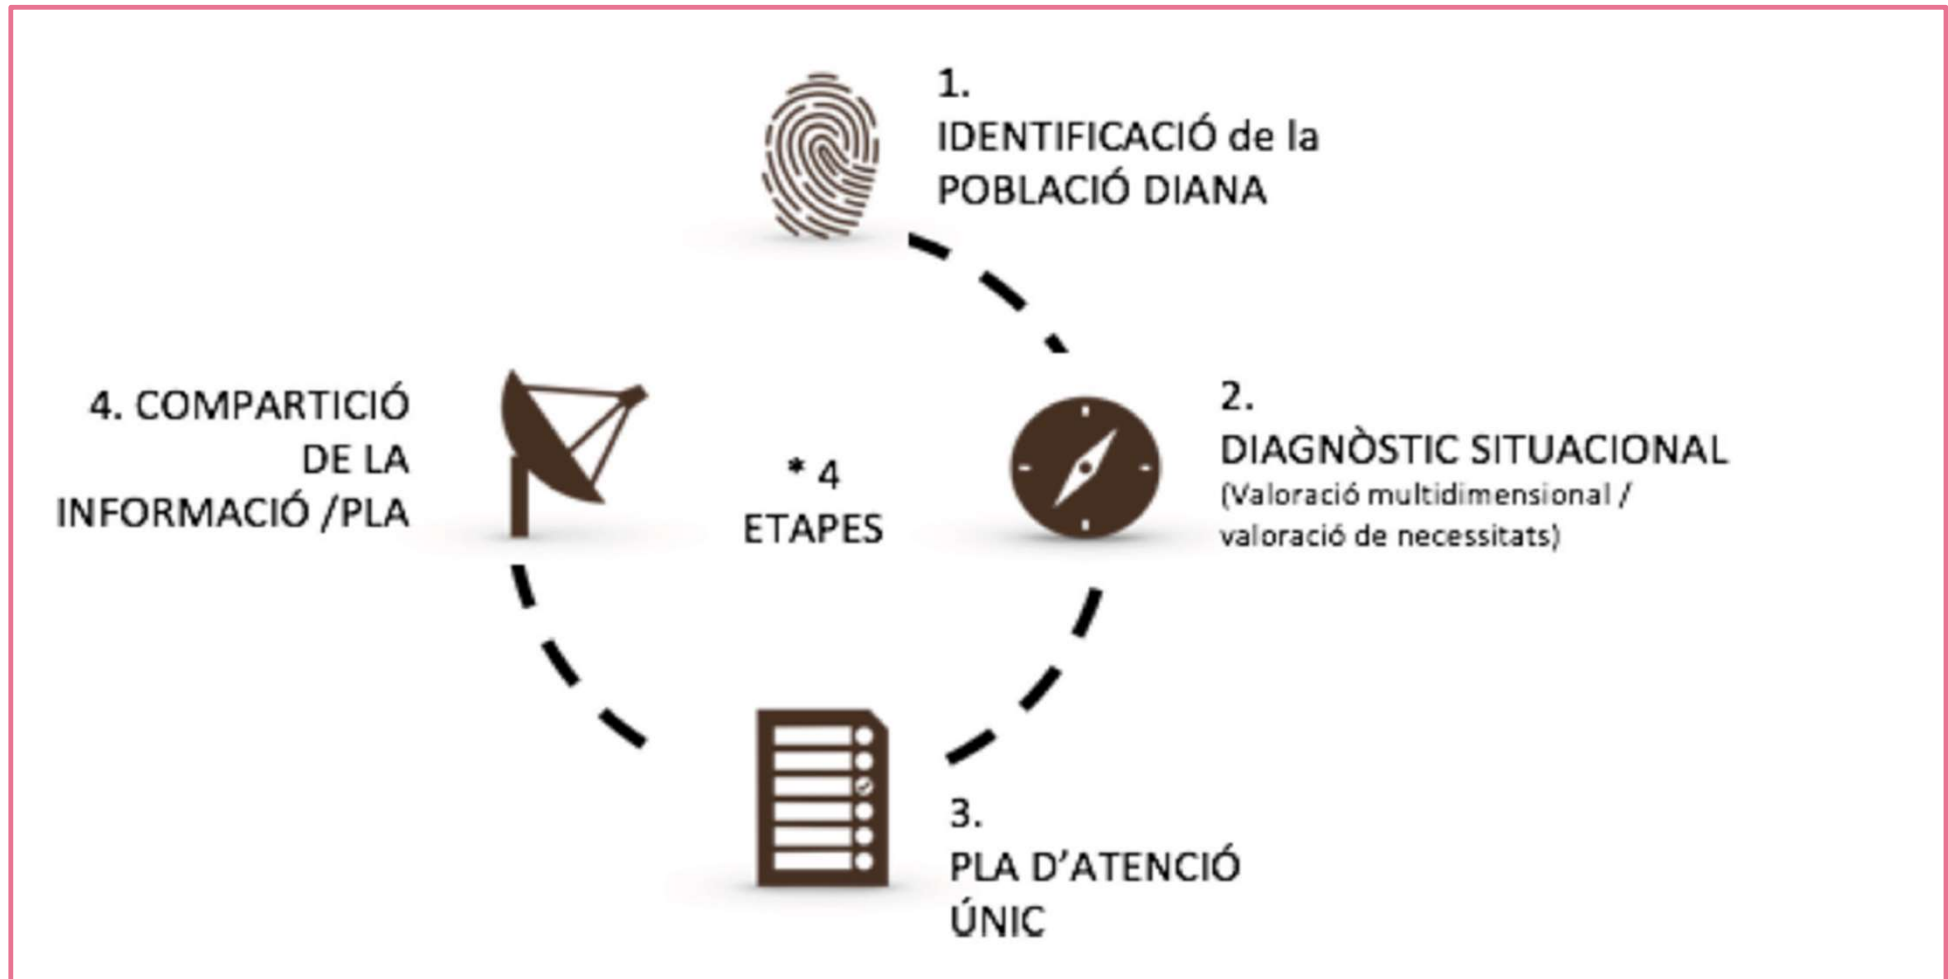 1.
IDENTIFICACIÓ de la
POBLACIÓ DIANA
2.
DIAGNÒSTIC SITUACIONAL
(Valoració multidimensional /
valoració de necessitats)
3.
PLA D’ATENCIÓ
ÚNIC
4. COMPARTICIÓ
DE LA
INFORMACIÓ /PLA
* 4
ETAPES